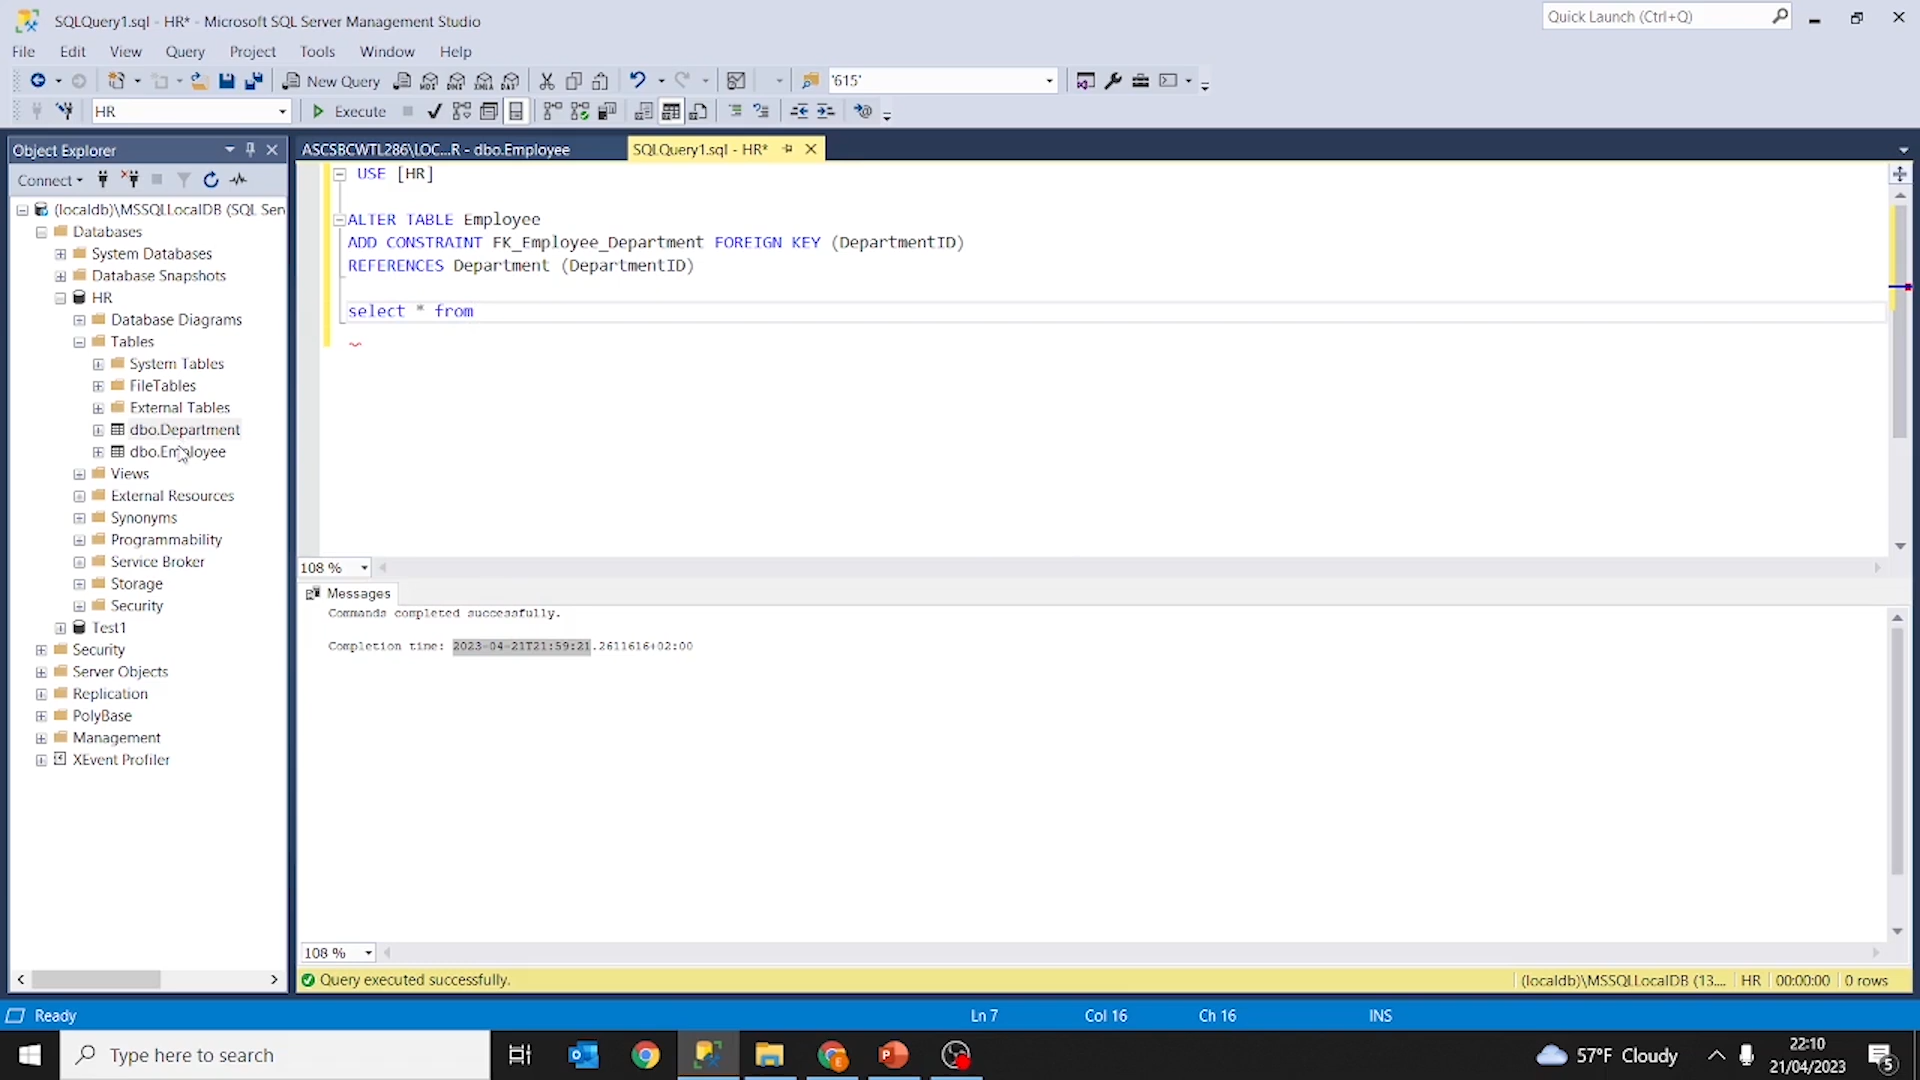 SQLQuery1.sql - HR* - Microsoft SQL Server Management Studio
Quick Launch (Ctrl+Q)
File Edit View Query Project Tools Window Help
New Query
'615'
HR
Execute
Object Explorer
ASCSBCWTL286\LOC...R - dbo.Employee
SQLQuery1.sql - HR*
Connect
(localdb)\MSSQLLocalDB (SQL Sen
Databases
System Databases
Database Snapshots
HR
Database Diagrams
Tables
System Tables
FileTables
External Tables
dbo.Department
dbo.Employee
Views
External Resources
Synonyms
Programmability
Service Broker
Storage
Security
Test1
Security
Server Objects
Replication
PolyBase
Management
XEvent Profiler
USE [HR]
ALTER TABLE Employee
ADD CONSTRAINT FK_Employee_Department FOREIGN KEY (DepartmentID)
REFERENCES Department (DepartmentID)
select * from
108 %
Messages
Commands completed successfully.
Completion time: 2023-04-21T21:59:21.2611616+02:00
108 %
Query executed successfully.
(localdb)\MSSQLLocalDB (13....
HR
00:00:00
0 rows
Ready
Ln 7
Col 16
Ch 16
INS
Type here to search
57°F Cloudy
22:10
21/04/2023
5